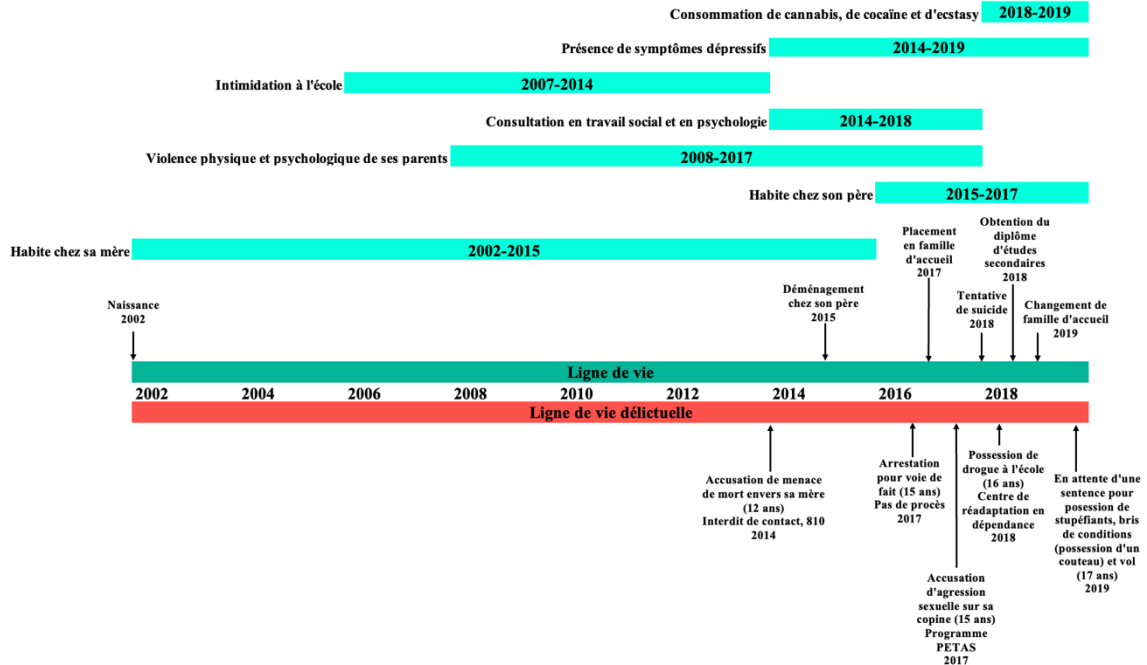 Consommation de cannabis, de cocaïne et d'ecstasy
2018-2019
Présence de symptômes dépressifs
2014-2019
Intimidation à l'école
2007-2014
Consultation en travail social et en psychologie
2014-2018
Violence physique et psychologique de ses parents
2008-2017
Habite chez son père
2015-2017
Habite chez sa mère
2002-2015
Naissance
2002
Déménagement
chez son père
2015
Placement
en famille
d'accueil
2017
Tentative
de suicide
2018
Obtention du
diplôme
d'études
secondaires
2018
Changement de
famille d'accueil
2019
Ligne de vie
2002 2004 2006 2008 2010 2012 2014 2016 2018
Ligne de vie délictuelle
Accusation de menace
de mort envers sa mère
(12 ans)
Interdit de contact, 810
2014
Arrestation
pour voie de
fait (15 ans)
Pas de procès
2017
Accusation
d'agression
sexuelle sur sa
copine (15 ans)
Programme
PETAS
2017
Possession de
drogue à l'école
(16 ans)
Centre de
réadaptation en
dépendance
2018
En attente d'une
sentence pour
posession de
stupéfiants, bris
de conditions
(possession d'un
couteau) et vol
(17 ans)
2019